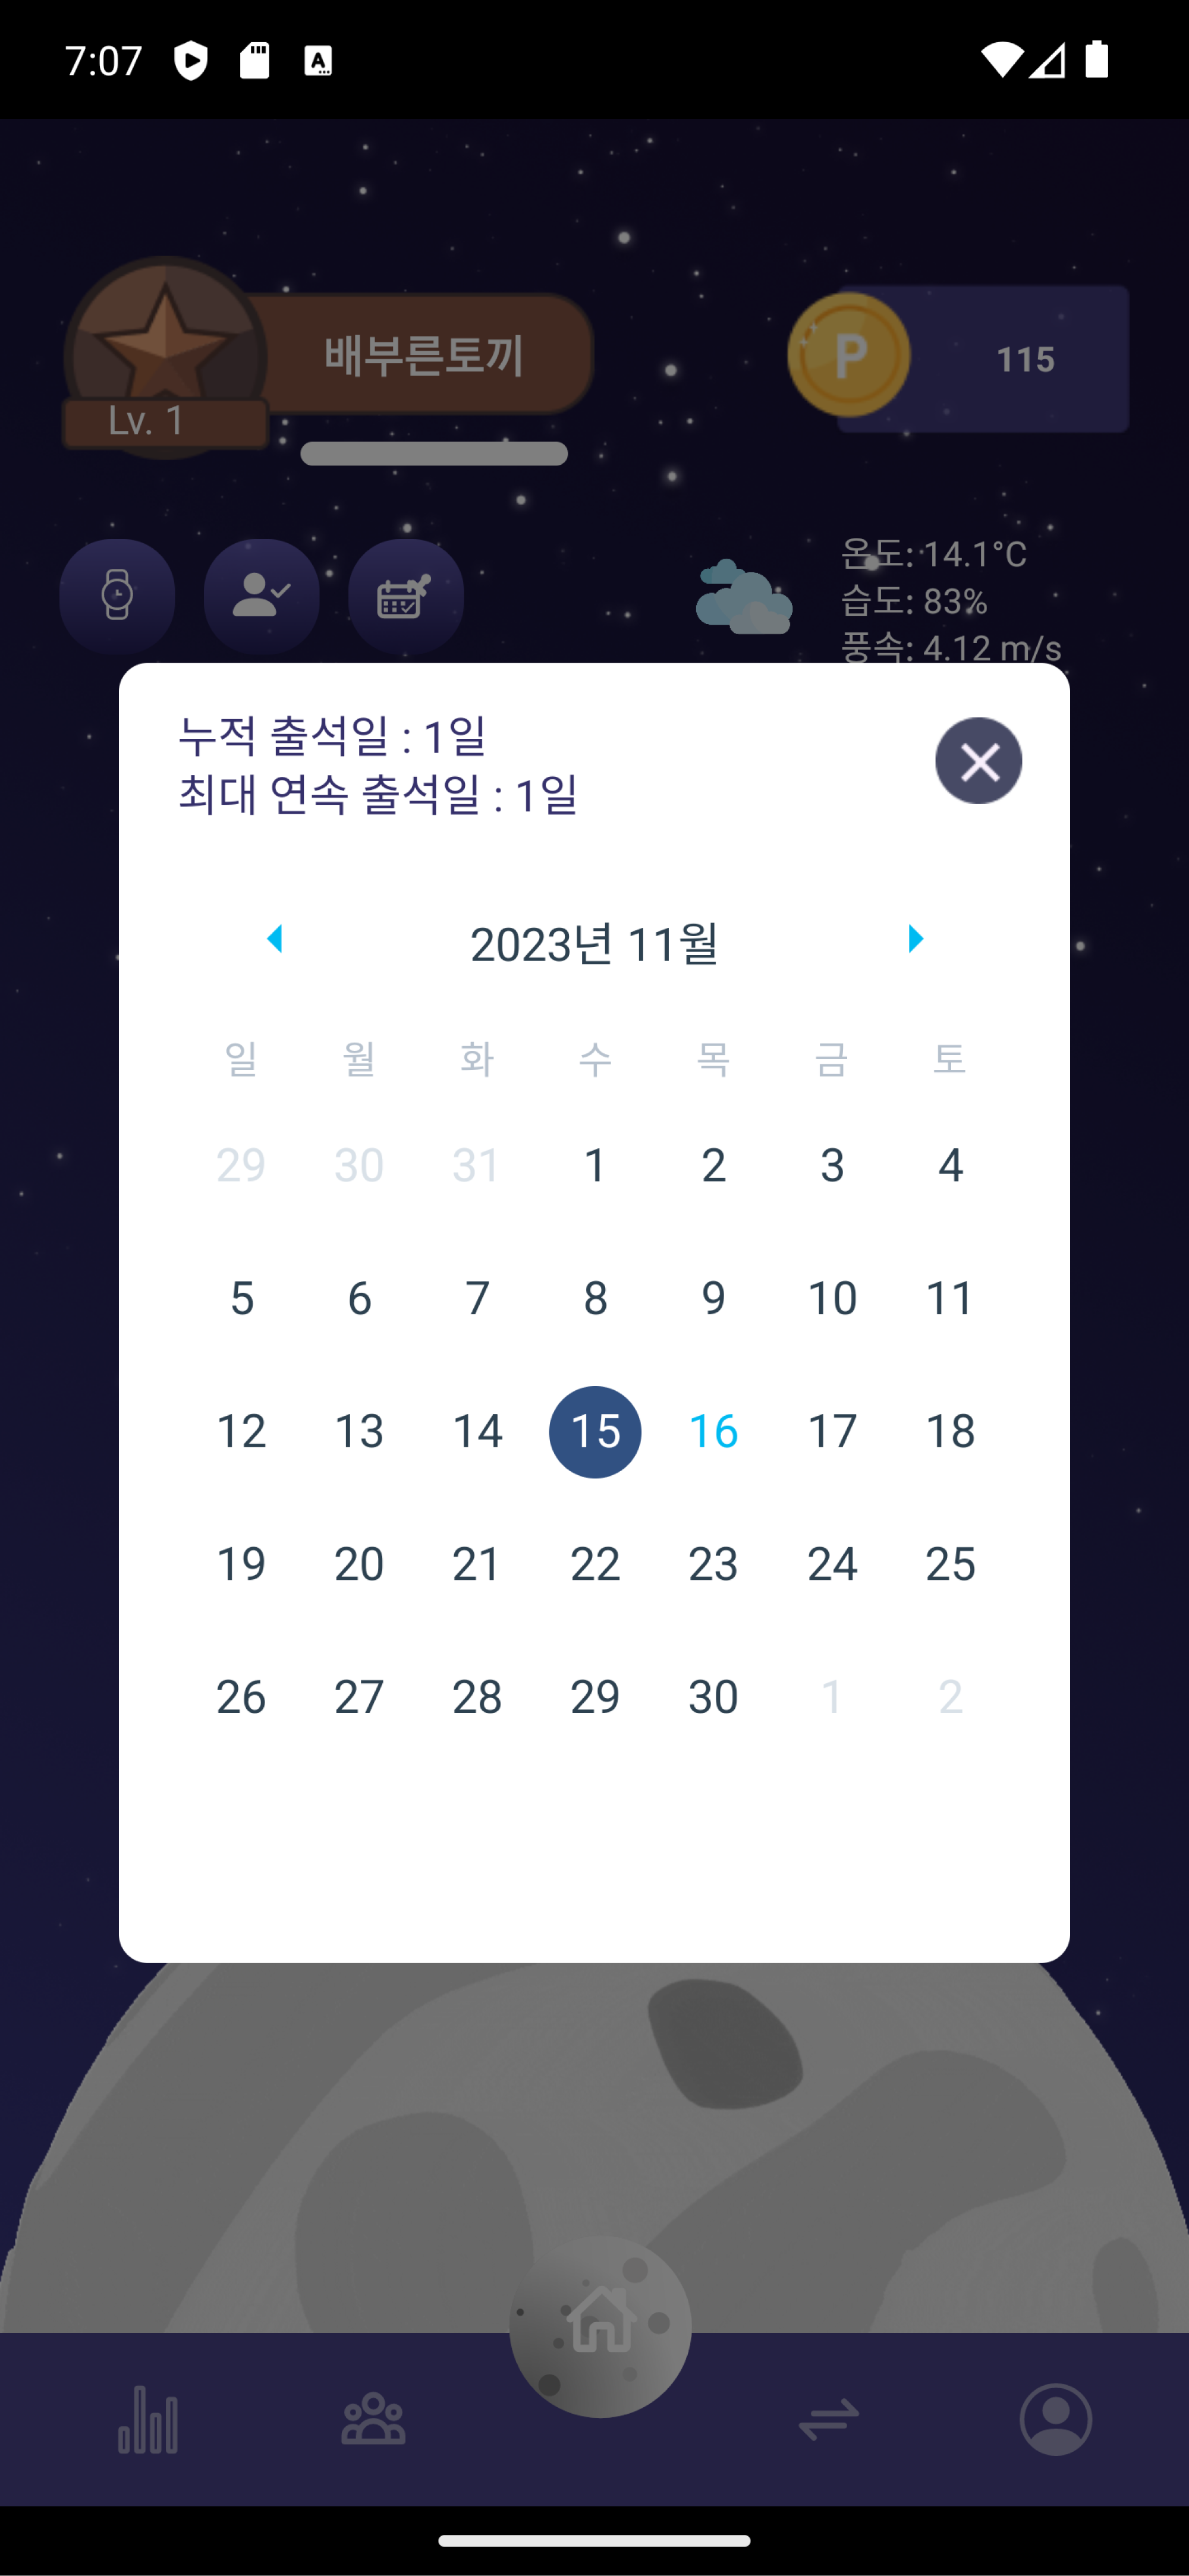 7:07
배부른토끼
115
Lv. 1
온도: 14.1°C
습도: 83%
풍속: 4.12 m/s
누적 출석일 : 1일
최대 연속 출석일 : 1일
2023년 11월
일 월 화 수 목 금 토
29 30 31 1 2 3 4
5 6 7 8 9 10 11
12 13 14 15 16 17 18
19 20 21 22 23 24 25
26 27 28 29 30 1 2